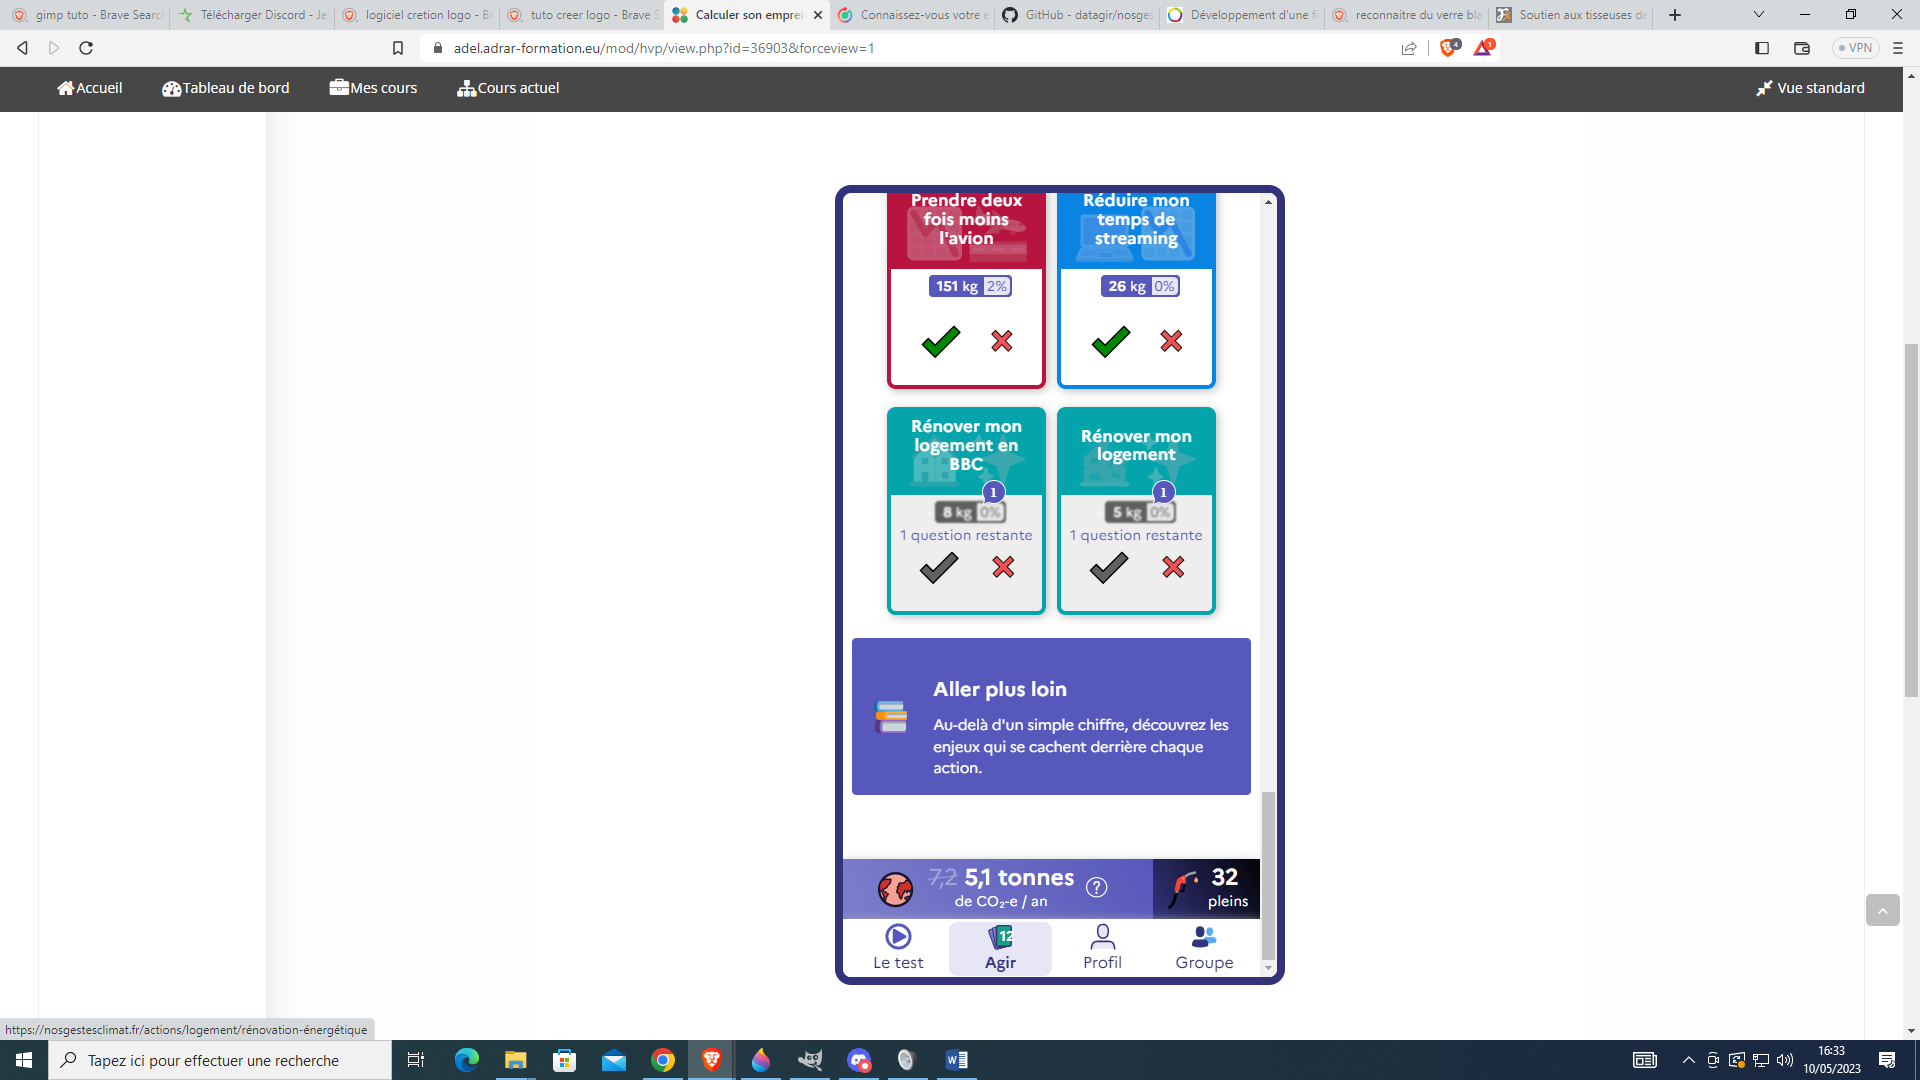 gimp tuto - Brave Searc
Télécharger Discord - Je
logiciel cretion logo - Br
tuto creer logo - Brave S
Calculer son emprei
Connaissez-vous votre e
GitHub - datagir/nosges
Développement d'une fi
reconnaitre du verre bla
Soutien aux tisseuses de
adel.adrar-formation.eu/mod/hvp/view.php?id=36903&forceview=1
4
1
VPN
Accueil
Tableau de bord
Mes cours
Cours actuel
Vue standard
Prendre deux
fois moins
l'avion
151 kg 2%
Réduire mon
temps de
streaming
26 kg 0%
Rénover mon
logement en
BBC
1
8 kg 0%
1 question restante
Rénover mon
logement
1
5 kg 0%
1 question restante
Aller plus loin
Au-delà d'un simple chiffre, découvrez les
enjeux qui se cachent derrière chaque
action.
7,2 5,1 tonnes
de CO₂-e / an
?
32
pleins
Le test
12
Agir
Profil
Groupe
https://nosgestesclimat.fr/actions/logement/rénovation-énergétique
Tapez ici pour effectuer une recherche
16:33
10/05/2023